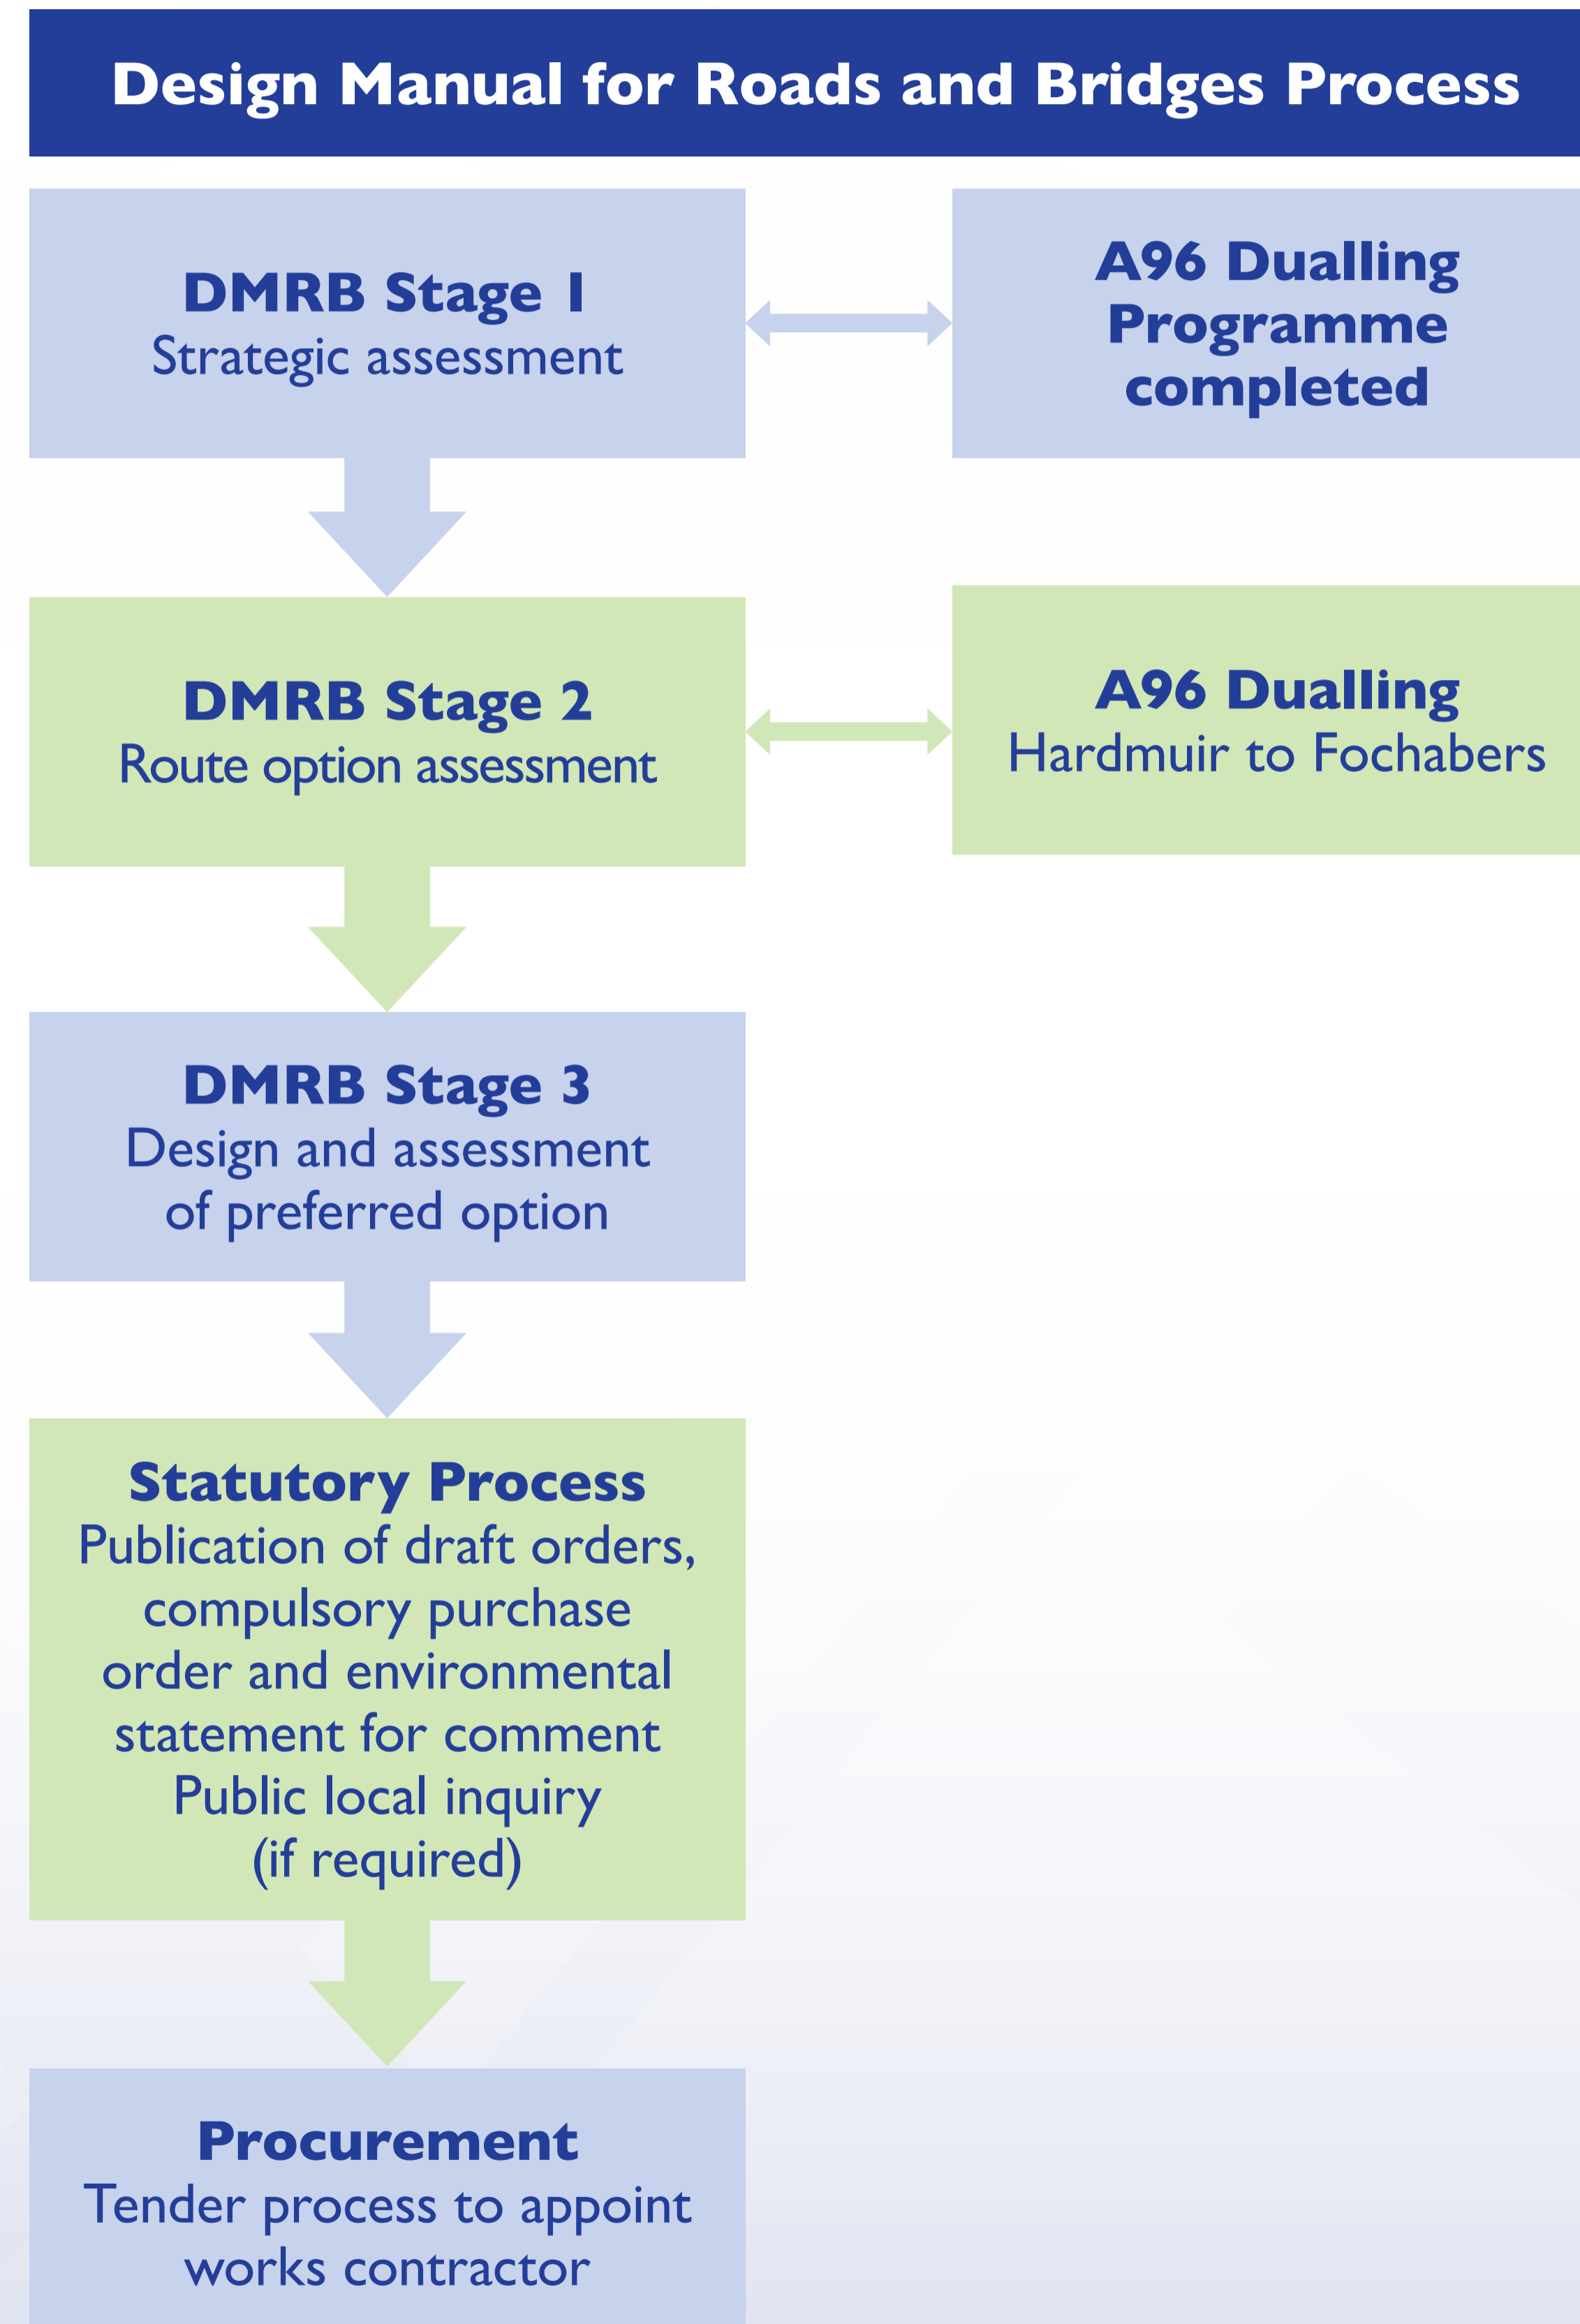 Design Manual for Roads and Bridges Process
DMRB Stage 1
Strategic assessment
A96 Dualling
Programme
completed
DMRB Stage 2
Route option assessment
A96 Dualling
Hardmuir to Fochabers
DMRB Stage 3
Design and assessment
of preferred option
Statutory Process
Publication of draft orders,
compulsory purchase
order and environmental
statement for comment
Public local inquiry
(if required)
Procurement
Tender process to appoint
works contractor